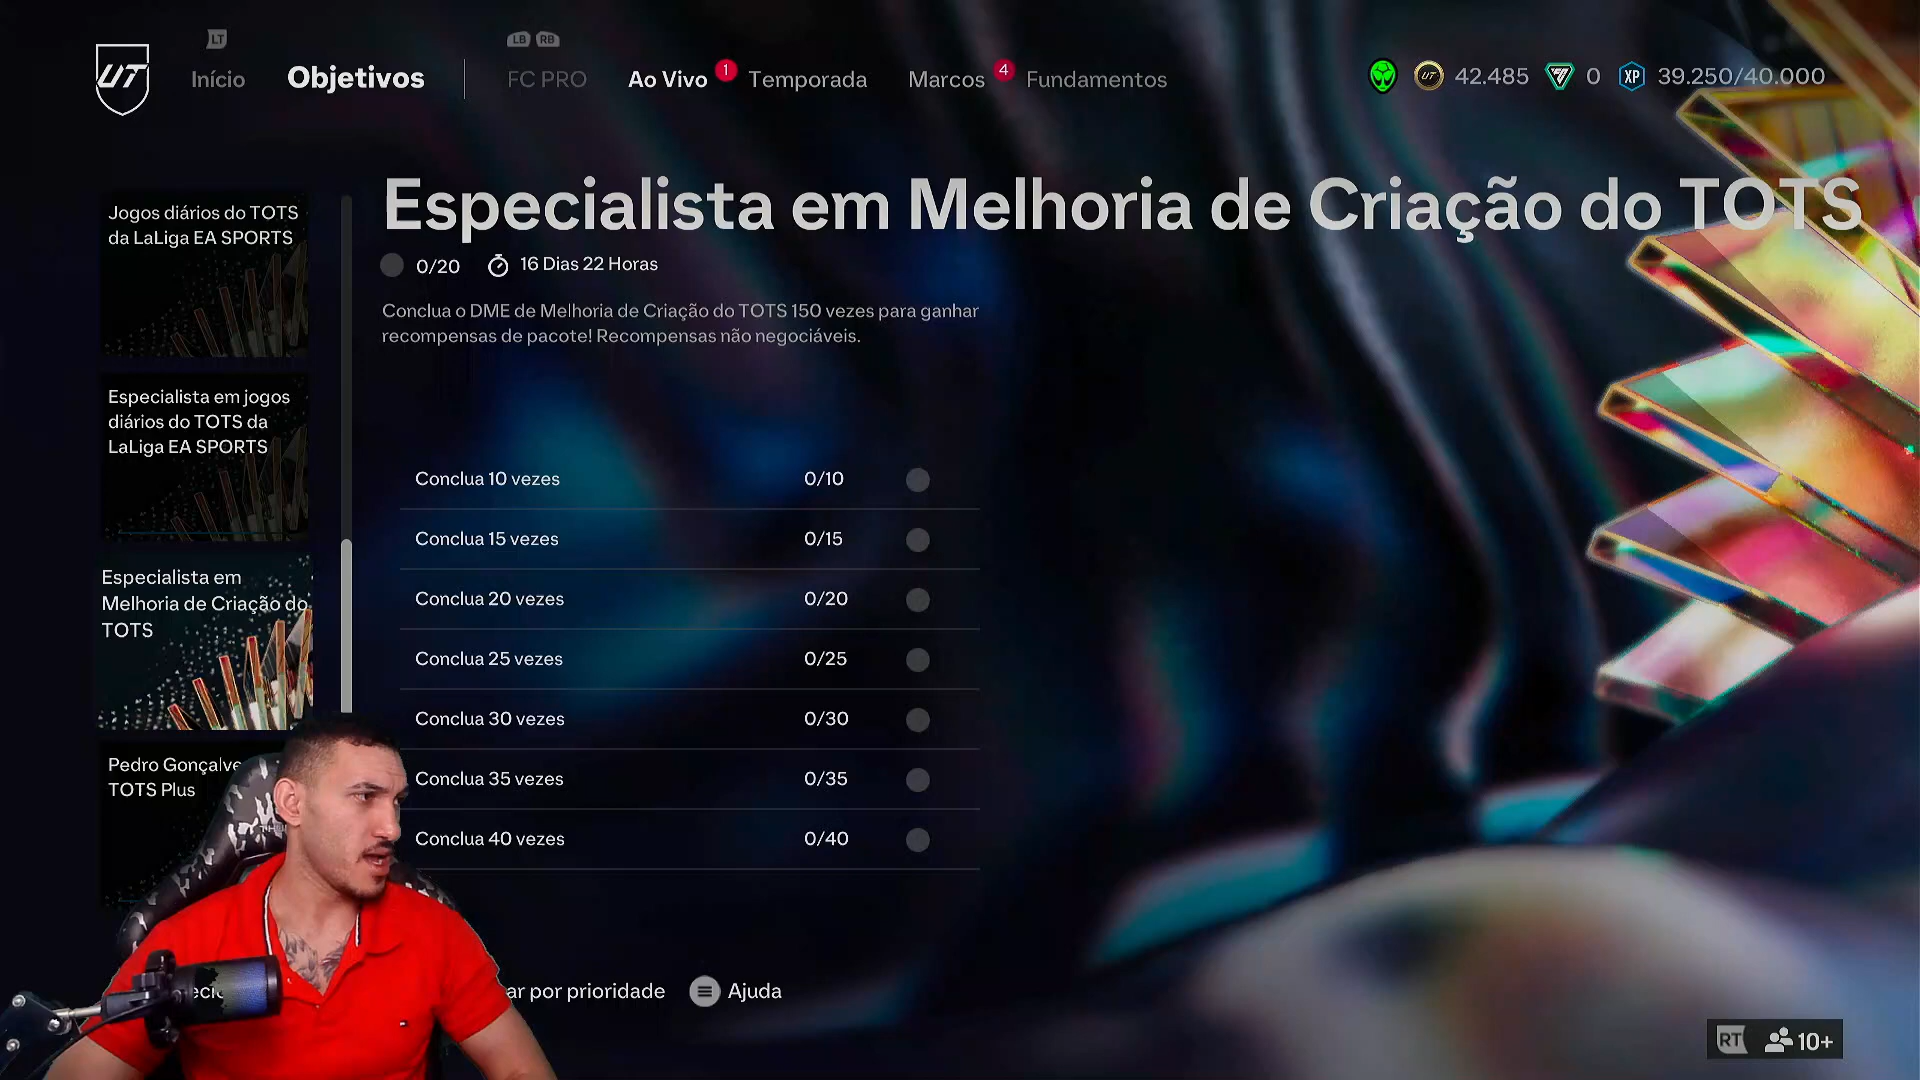 LT
LB RB
UT
Início
Objetivos
FC PRO
Ao Vivo
1
Temporada
Marcos
4
Fundamentos
UT
42.485
0
XP
39.250/40.000
Jogos diários do TOTS
da LaLiga EA SPORTS
Especialista em jogos
diários do TOTS da
LaLiga EA SPORTS
Especialista em
Melhoria de Criação do
TOTS
Pedro Gonçalve
TOTS Plus
Especialista em Melhoria de Criação do TOTS
0/20
16 Dias 22 Horas
Conclua o DME de Melhoria de Criação do TOTS 150 vezes para ganhar
recompensas de pacote! Recompensas não negociáveis.
Conclua 10 vezes 0/10
Conclua 15 vezes 0/15
Conclua 20 vezes 0/20
Conclua 25 vezes 0/25
Conclua 30 vezes 0/30
Conclua 35 vezes 0/35
Conclua 40 vezes 0/40
ar por prioridade
Ajuda
RT
10+